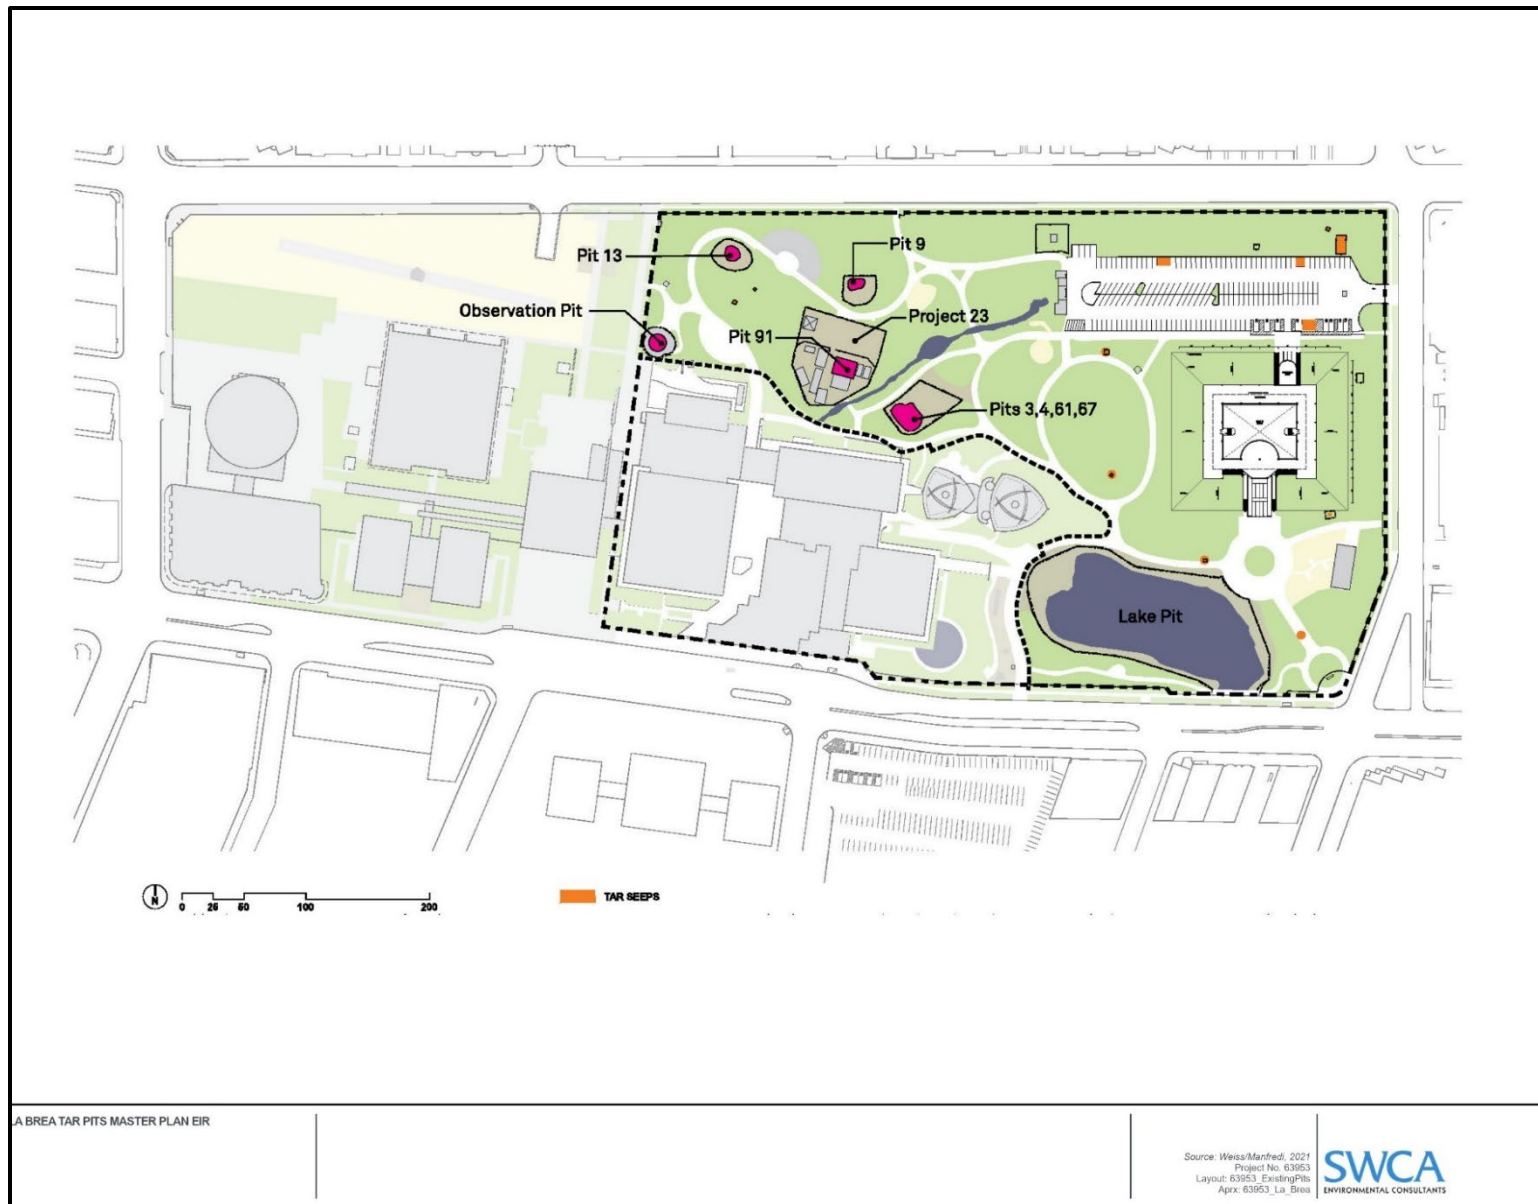 Pit 13
Pit 9
Observation Pit
Project 23
Pit 91
Pits 3,4,61,67
Lake Pit
N
0 25 50 100 200
TAR SEEPS
LA BREA TAR PITS MASTER PLAN EIR
Source: Weiss/Manfredi, 2021
Project No. 63953
Layout: 63953_ExistingPits
Aprx: 63953_La_Brea
SWCA
ENVIRONMENTAL CONSULTANTS